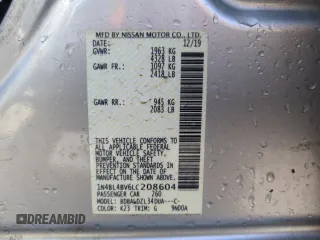 MFD BY NISSAN MOTOR CO., LTD.
12/19
GVWR: 1963 KG
4328 LB
GAWR FR: 1097 KG
2418 LB
GAWR RR: 945 KG
2083 LB
THIS VEHICLE CONFORMS TO ALL
APPLICABLE FEDERAL MOTOR VEHICLE
SAFETY, BUMPER, AND THEFT
PREVENTION STANDARDS IN EFFECT
ON THE DATE OF MANUFACTURE
SHOWN ABOVE.
1N4BL4BV6LC208604
PASSENGER CAR 760
COLOR: K23 TRIM: G
AUTOBIDCAR